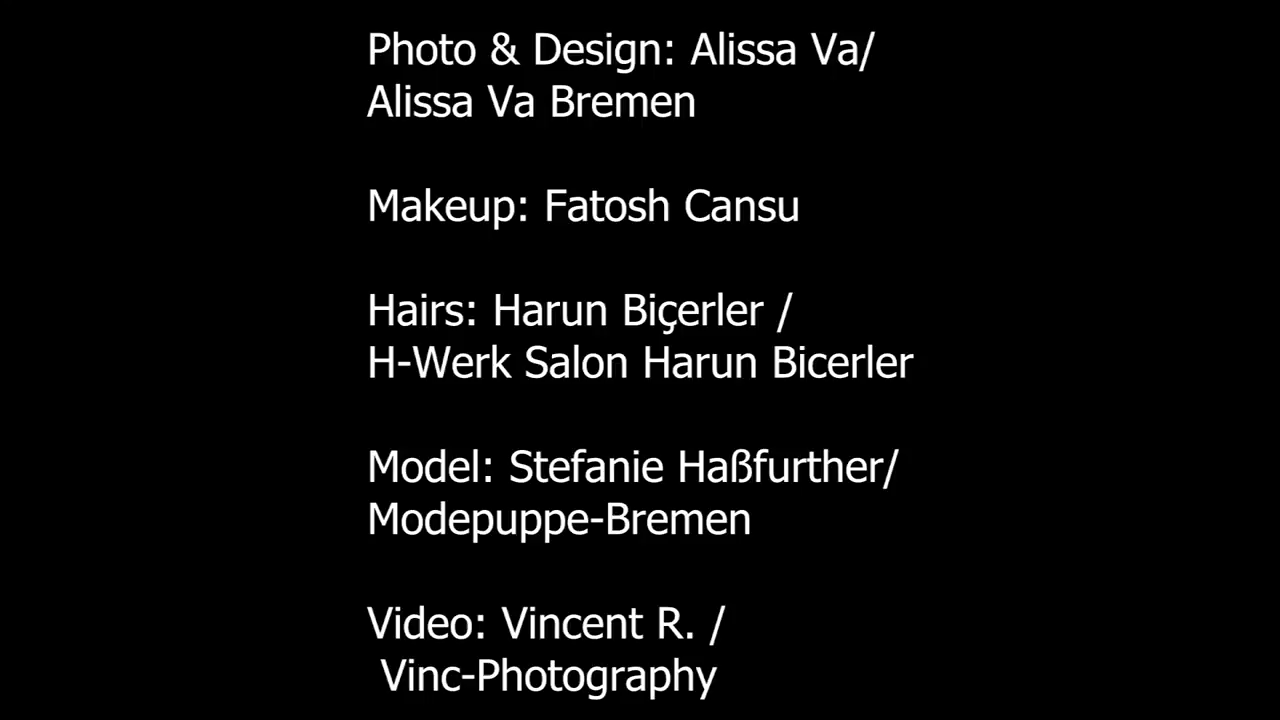 Photo & Design: Alissa Va/
Alissa Va Bremen
Makeup: Fatosh Cansu
Hairs: Harun Biçerler /
H-Werk Salon Harun Bicerler
Model: Stefanie Haßfurther/
Modepuppe-Bremen
Video: Vincent R. /
Vinc-Photography